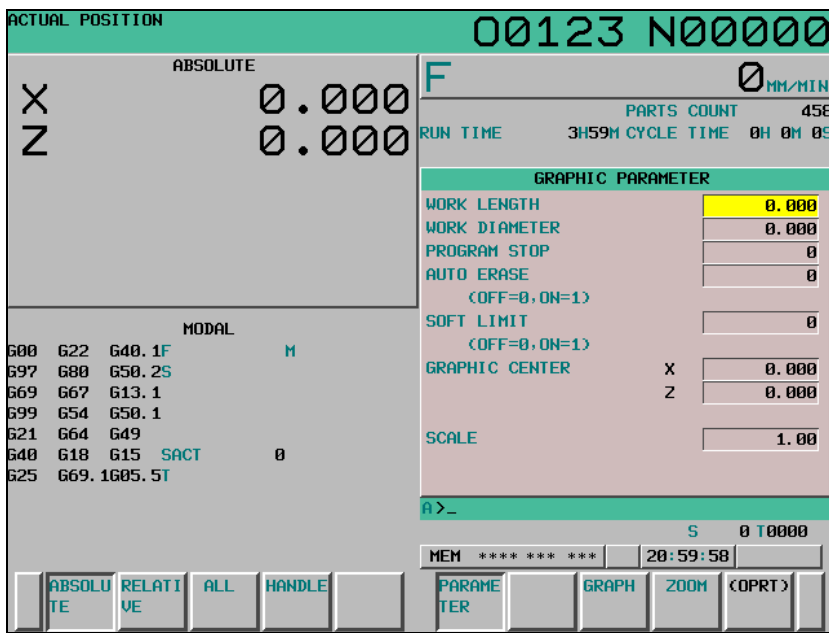 ACTUAL POSITION
O0123 N00000
ABSOLUTE
X 0.000
Z 0.000
F 0 MM/MIN
PARTS COUNT 458
RUN TIME 3H59M CYCLE TIME 0H 0M 0S
GRAPHIC PARAMETER
WORK LENGTH 0.000
WORK DIAMETER 0.000
PROGRAM STOP 0
AUTO ERASE 0
(OFF=0,ON=1)
SOFT LIMIT 0
(OFF=0,ON=1)
GRAPHIC CENTER X 0.000
Z 0.000
SCALE 1.00
MODAL
G00 G22 G40.1F M
G97 G80 G50.2S
G69 G67 G13.1
G99 G54 G50.1
G21 G64 G49
G40 G18 G15 SACT 0
G25 G69.1G05.5T
A>_
S 0 T0000
MEM **** *** *** 20:59:58
ABSOLU
TE
RELATI
VE
ALL
HANDLE
PARAME
TER
GRAPH
ZOOM
(OPRT)